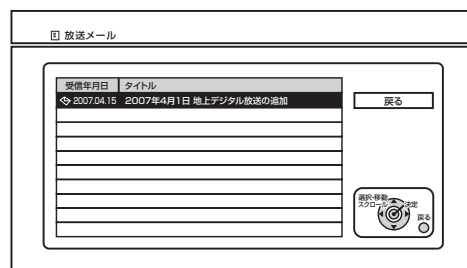 放送メール
受信年月日 タイトル
2007.04.15 2007年4月1日 地上デジタル放送の追加
戻る
選択・移動
スクロール 決定
戻る